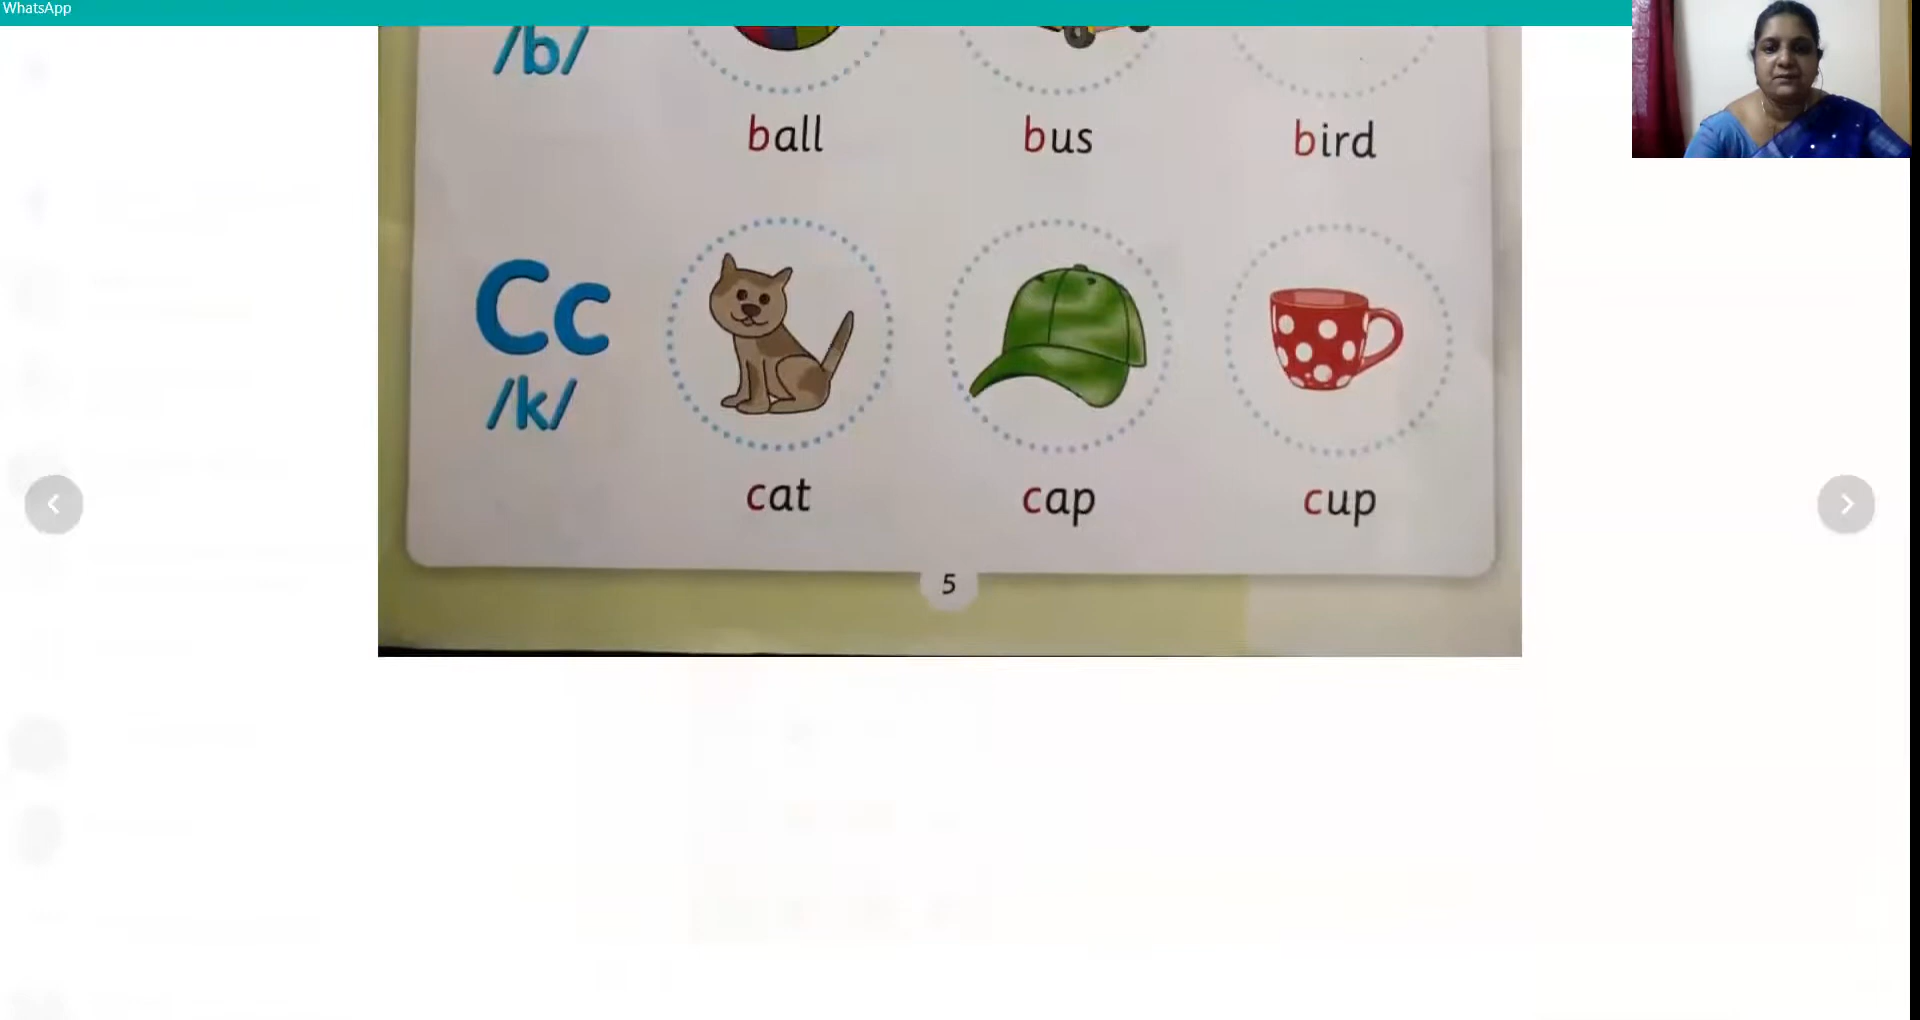 WhatsApp
/b/
ball bus bird
Cc
/k/
cat cap cup
5